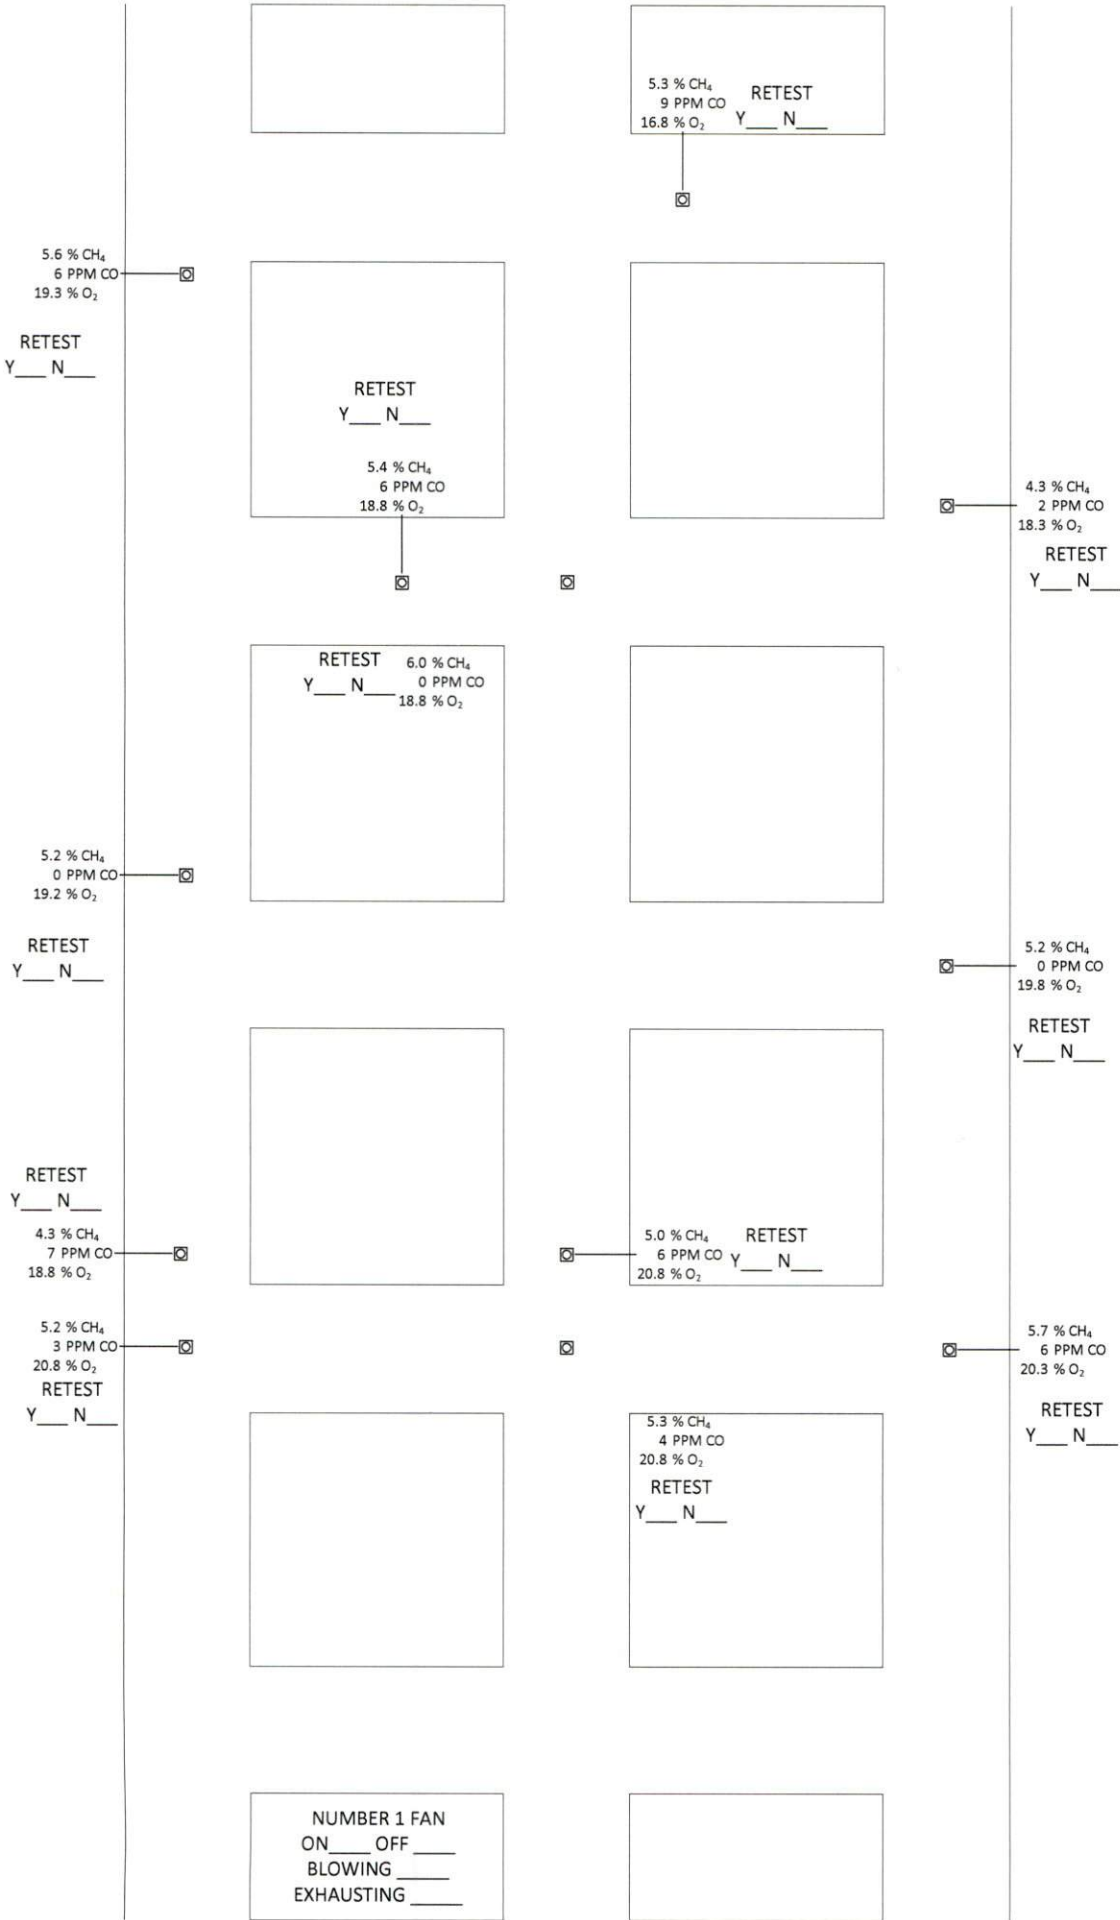 5.3 % CH₄
9 PPM CO
16.8 % O₂
RETEST
Y___ N___
5.6 % CH₄
6 PPM CO
19.3 % O₂
RETEST
Y___ N___
RETEST
Y___ N___
5.4 % CH₄
6 PPM CO
18.8 % O₂
4.3 % CH₄
2 PPM CO
18.3 % O₂
RETEST
Y___ N___
RETEST
Y___ N___
6.0 % CH₄
0 PPM CO
18.8 % O₂
5.2 % CH₄
0 PPM CO
19.2 % O₂
RETEST
Y___ N___
5.2 % CH₄
0 PPM CO
19.8 % O₂
RETEST
Y___ N___
RETEST
Y___ N___
4.3 % CH₄
7 PPM CO
18.8 % O₂
5.0 % CH₄
6 PPM CO
20.8 % O₂
RETEST
Y___ N___
5.2 % CH₄
3 PPM CO
20.8 % O₂
RETEST
Y___ N___
5.7 % CH₄
6 PPM CO
20.3 % O₂
RETEST
Y___ N___
5.3 % CH₄
4 PPM CO
20.8 % O₂
RETEST
Y___ N___
NUMBER 1 FAN
ON____ OFF ____
BLOWING _____
EXHAUSTING _____